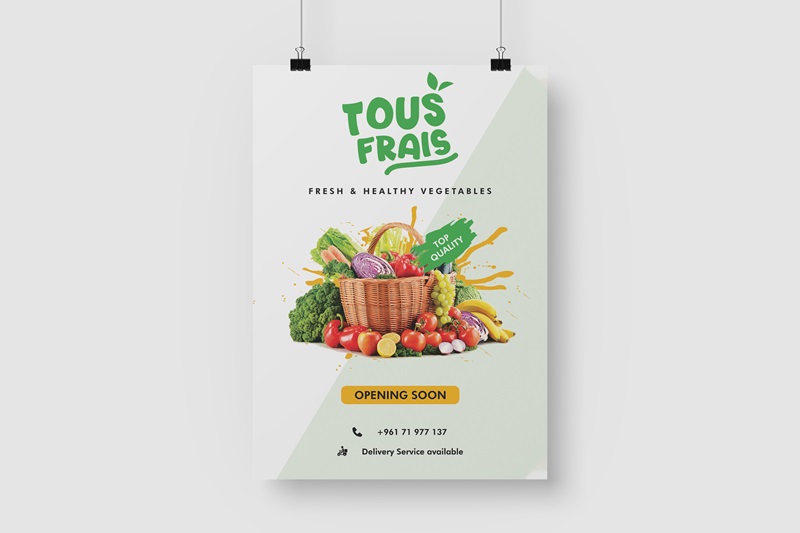 TOUS
FRAIS
FRESH & HEALTHY VEGETABLES
TOP
QUALITY
OPENING SOON
+961 71 977 137
Delivery Service available